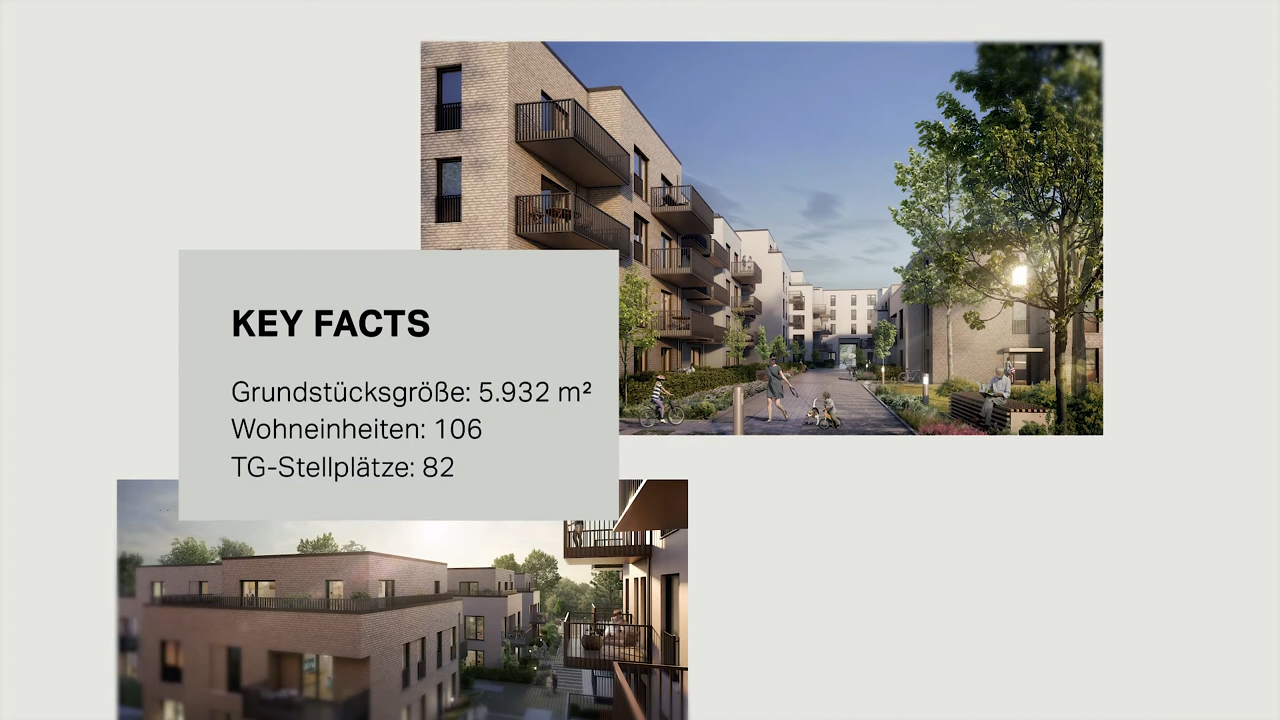 KEY FACTS
Grundstücksgröße: 5.932 m²
Wohneinheiten: 106
TG-Stellplätze: 82